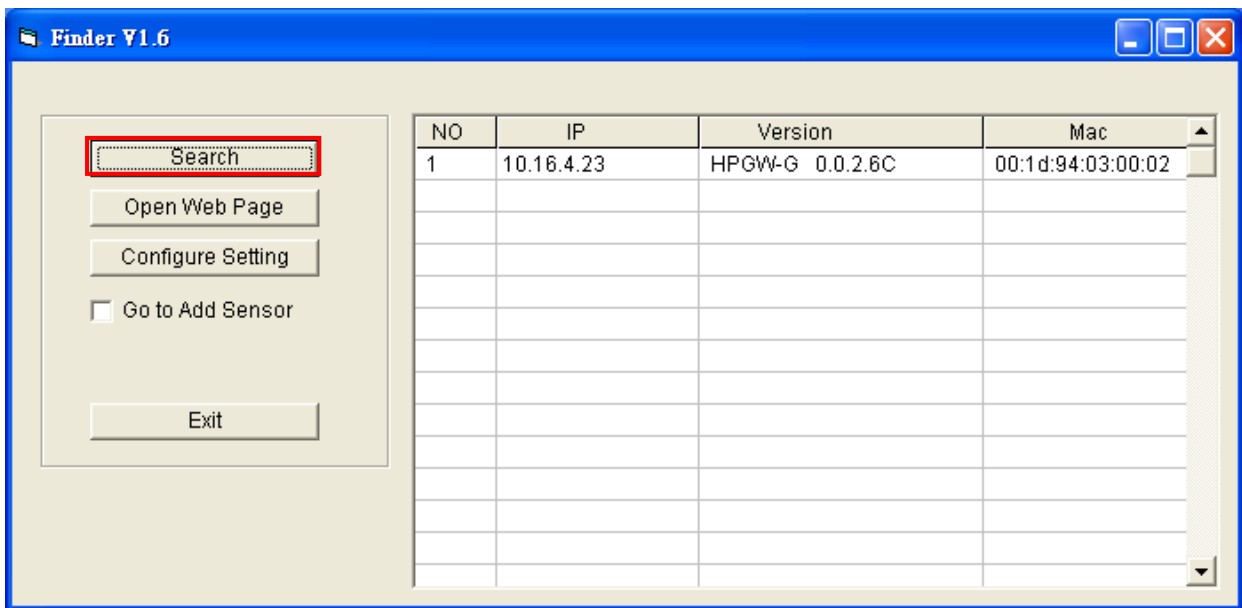 Finder V1.6
Search
Open Web Page
Configure Setting
Go to Add Sensor
Exit
NO IP Version Mac
1 10.16.4.23 HPGW-G 0.0.2.6C 00:1d:94:03:00:02